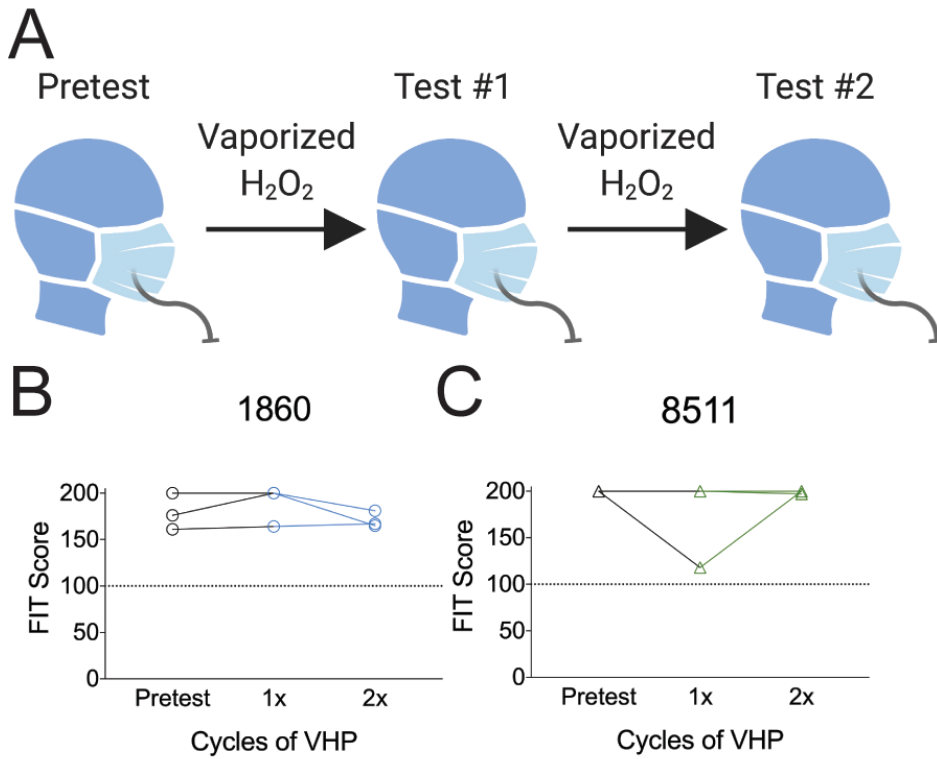 A
Pretest
Test #1
Test #2
Vaporized
H₂O₂
Vaporized
H₂O₂
B
1860
200
150
100
50
0
FIT Score
Pretest
1x
2x
Cycles of VHP
C
8511
200
150
100
50
0
FIT Score
Pretest
1x
2x
Cycles of VHP